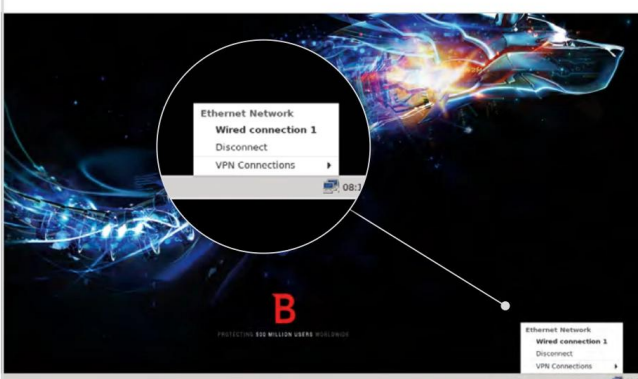 Ethernet Network
Wired connection 1
Disconnect
VPN Connections
08:
B
PROTECTING 500 MILLION USERS WORLDWIDE
Ethernet Network
Wired connection 1
Disconnect
VPN Connections